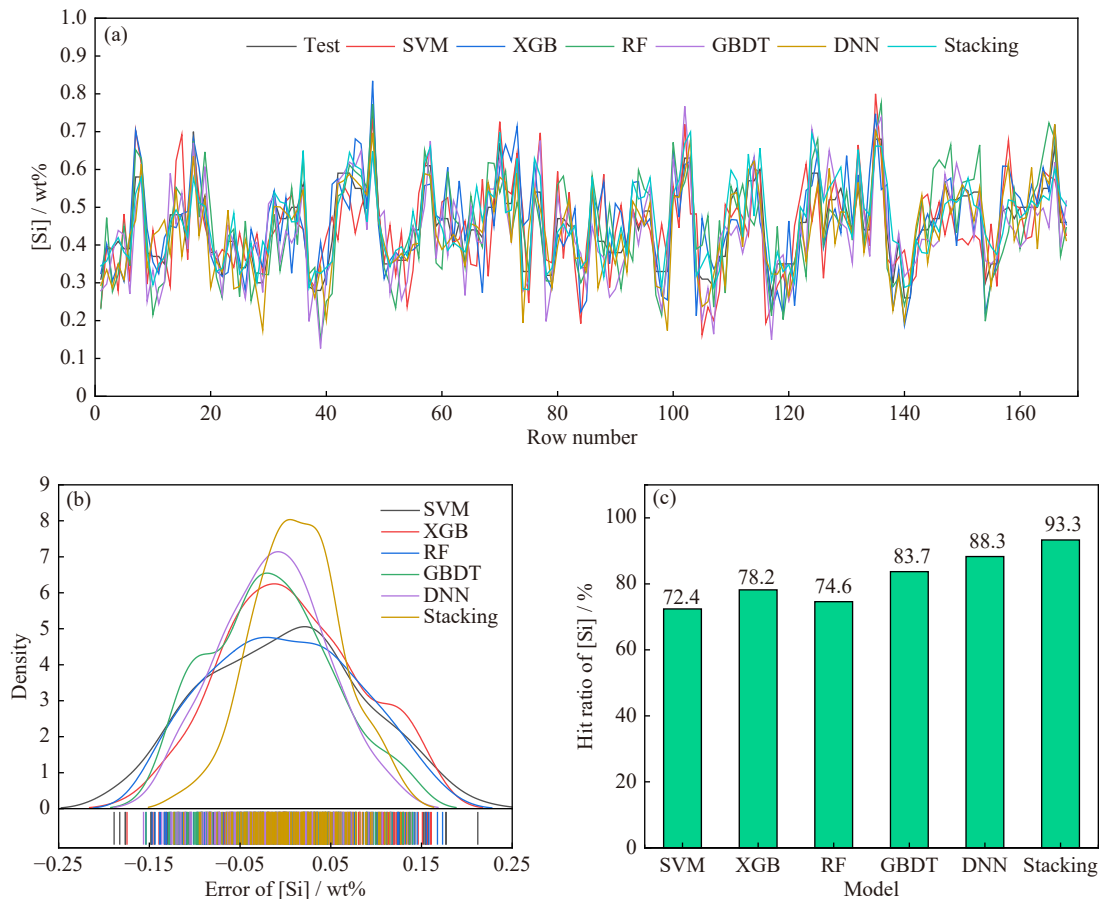 (a)
Test SVM XGB RF GBDT DNN Stacking
[Si] / wt%
1.0
0.9
0.8
0.7
0.6
0.5
0.4
0.3
0.2
0.1
0
0 20 40 60 80 100 120 140 160
Row number
(b)
SVM
XGB
RF
GBDT
DNN
Stacking
Density
9
8
7
6
5
4
3
2
1
0
−0.25 −0.15 −0.05 0.05 0.15 0.25
Error of [Si] / wt%
(c)
Hit ratio of [Si] / %
100
80
60
40
20
0
72.4 78.2 74.6 83.7 88.3 93.3
SVM XGB RF GBDT DNN Stacking
Model